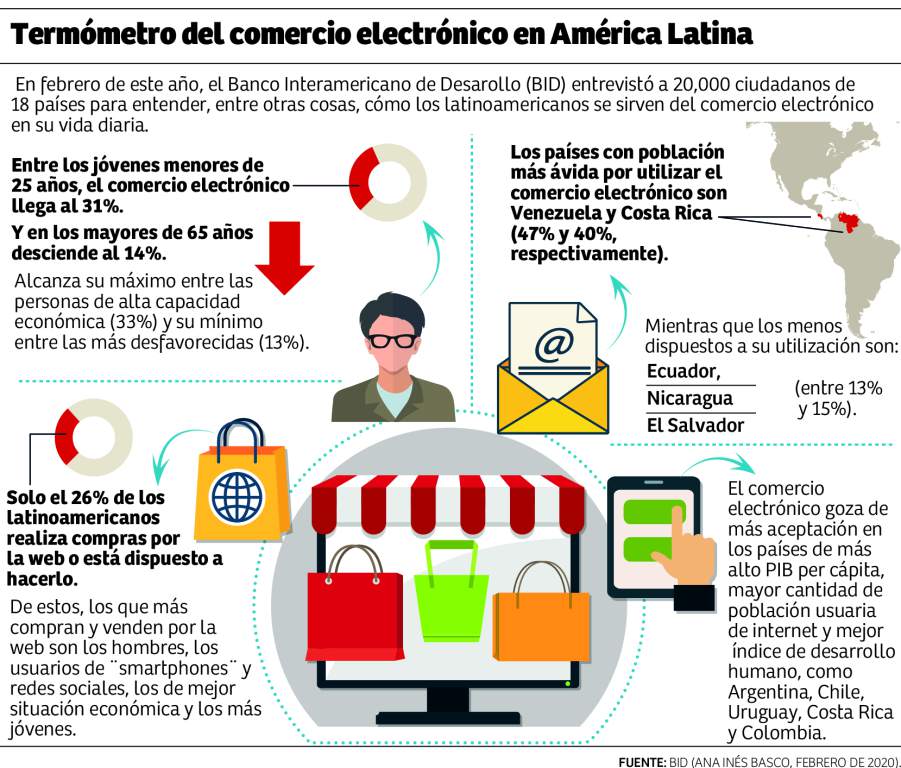 Termómetro del comercio electrónico en América Latina
En febrero de este año, el Banco Interamericano de Desarollo (BID) entrevistó a 20,000 ciudadanos de
18 países para entender, entre otras cosas, cómo los latinoamericanos se sirven del comercio electrónico
en su vida diaria.
Entre los jóvenes menores de
25 años, el comercio electrónico
llega al 31%.
Y en los mayores de 65 años
desciende al 14%.
Alcanza su máximo entre las
personas de alta capacidad
económica (33%) y su mínimo
entre las más desfavorecidas (13%).
Los países con población
más ávida por utilizar el
comercio electrónico son
Venezuela y Costa Rica
(47% y 40%,
respectivamente).
@
Mientras que los menos
dispuestos a su utilización son:
Ecuador,
Nicaragua
El Salvador
(entre 13%
y 15%).
Solo el 26% de los
latinoamericanos
realiza compras por
la web o está dispuesto a
hacerlo.
De estos, los que más
compran y venden por la
web son los hombres, los
usuarios de ¨smartphones¨ y
redes sociales, los de mejor
situación económica y los más
jóvenes.
El comercio
electrónico goza de
más aceptación en
los países de más
alto PIB per cápita,
mayor cantidad de
población usuaria
de internet y mejor
índice de desarrollo
humano, como
Argentina, Chile,
Uruguay, Costa Rica
y Colombia.
FUENTE: BID (ANA INÉS BASCO, FEBRERO DE 2020).